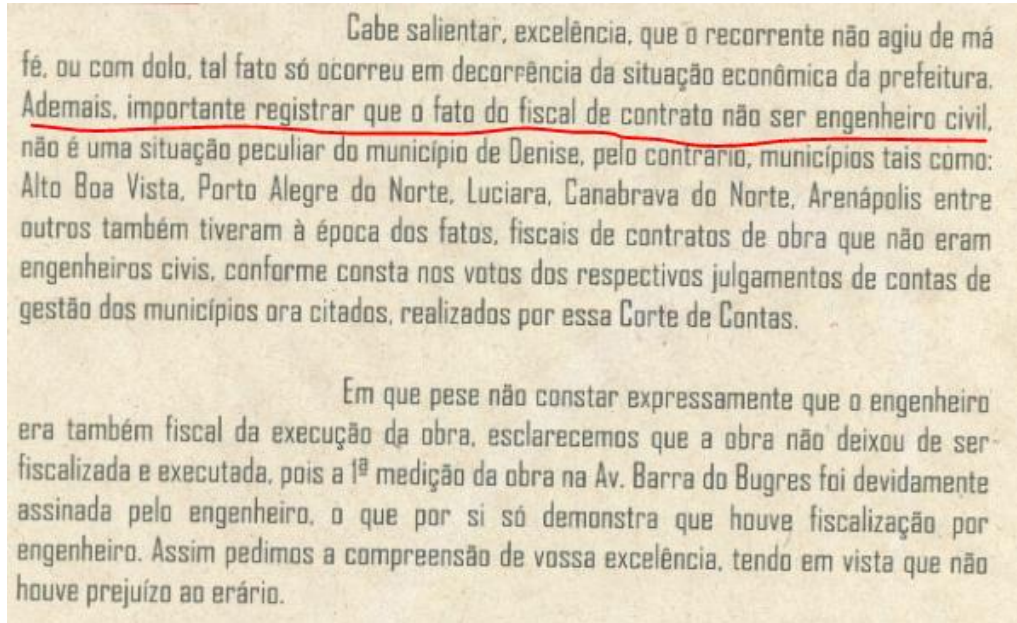 Cabe salientar, excelência, que o recorrente não agiu de má
fé, ou com dolo, tal fato só ocorreu em decorrência da situação econômica da prefeitura.
Ademais, importante registrar que o fato do fiscal de contrato não ser engenheiro civil,
não é uma situação peculiar do município de Denise, pelo contrário, municípios tais como:
Alto Boa Vista, Porto Alegre do Norte, Luciara, Canabrava do Norte, Arenápolis entre
outros também tiveram à época dos fatos, fiscais de contratos de obra que não eram
engenheiros civis, conforme consta nos votos dos respectivos julgamentos de contas de
gestão dos municípios ora citados, realizados por essa Corte de Contas.
Em que pese não constar expressamente que o engenheiro
era também fiscal da execução da obra, esclarecemos que a obra não deixou de ser
fiscalizada e executada, pois a 1ª medição da obra na Av. Barra do Bugres foi devidamente
assinada pelo engenheiro, o que por si só demonstra que houve fiscalização por
engenheiro. Assim pedimos a compreensão de vossa excelência, tendo em vista que não
houve prejuízo ao erário.